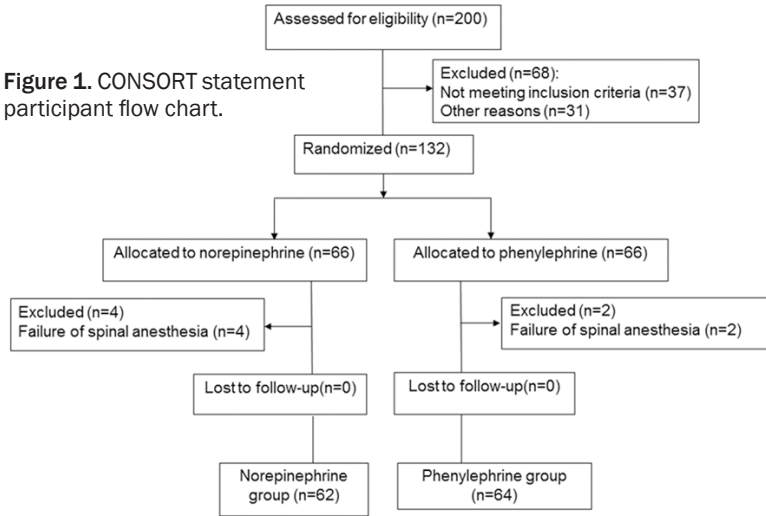 Assessed for eligibility (n=200)
Figure 1. CONSORT statement
participant flow chart.
Excluded (n=68):
Not meeting inclusion criteria (n=37)
Other reasons (n=31)
Randomized (n=132)
Allocated to norepinephrine (n=66)
Allocated to phenylephrine (n=66)
Excluded (n=4)
Failure of spinal anesthesia (n=4)
Excluded (n=2)
Failure of spinal anesthesia (n=2)
Lost to follow-up(n=0)
Lost to follow-up(n=0)
Norepinephrine
group (n=62)
Phenylephrine group
(n=64)